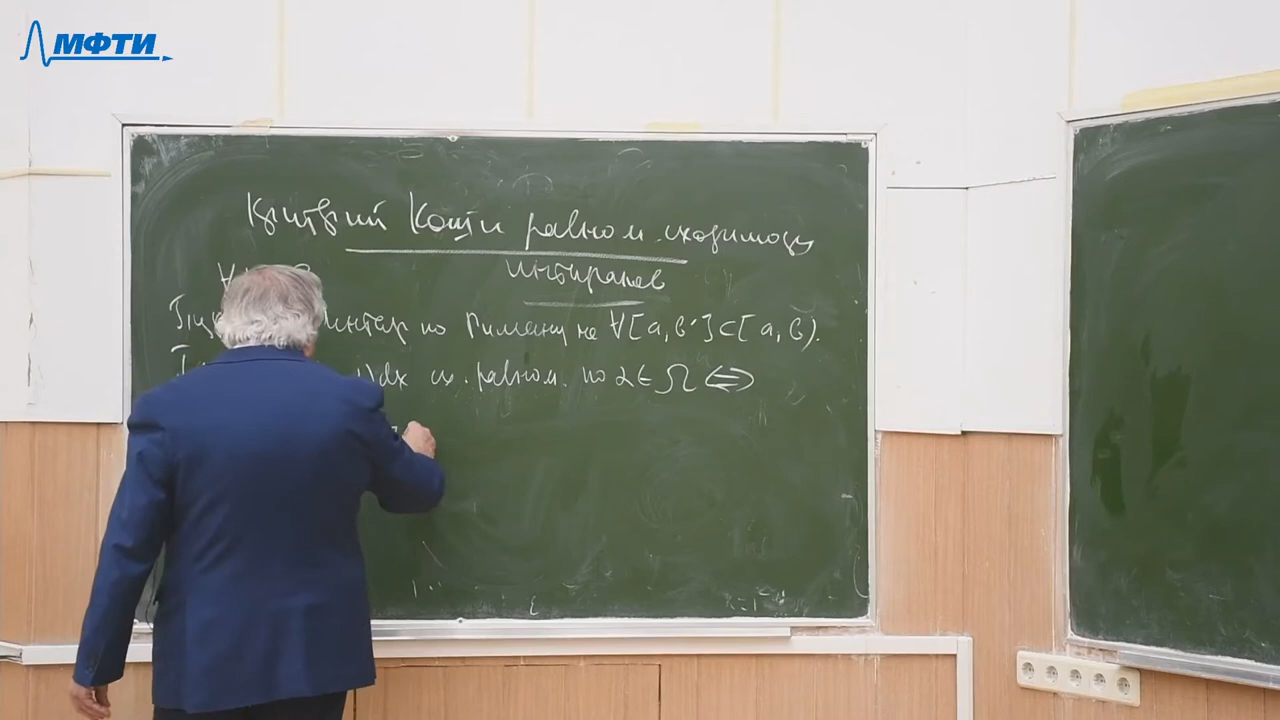 МФТИ
Критерий Коши равном. сходимости
интегралов
интегр по Риману на ∀[a,b']⊂[a,b).
dx сх. равном. по α∈Ω ⇔